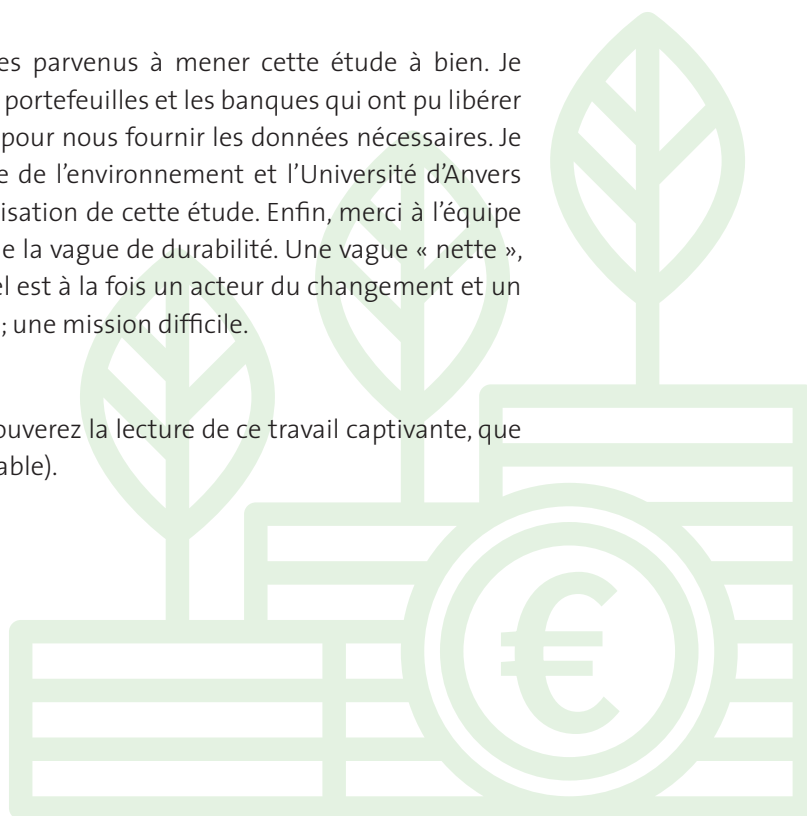 es parvenus à mener cette étude à bien. Je
portefeuilles et les banques qui ont pu libérer
pour nous fournir les données nécessaires. Je
e de l’environnement et l’Université d’Anvers
isation de cette étude. Enfin, merci à l’équipe
e la vague de durabilité. Une vague « nette »,
el est à la fois un acteur du changement et un
; une mission difficile.
ouverez la lecture de ce travail captivante, que
able).
€